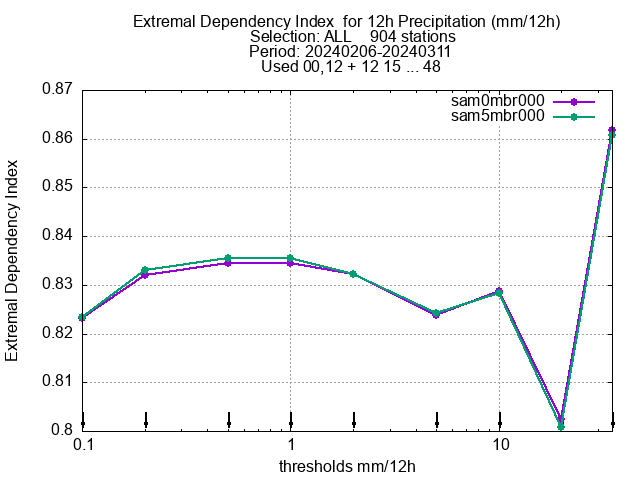 Extremal Dependency Index  for 12h Precipitation (mm/12h)
Selection: ALL    904 stations
Period: 20240206-20240311
Used 00,12 + 12 15 ... 48
sam0mbr000
sam5mbr000
Extremal Dependency Index
0.87
0.86
0.85
0.84
0.83
0.82
0.81
0.8
0.1
1
10
thresholds mm/12h